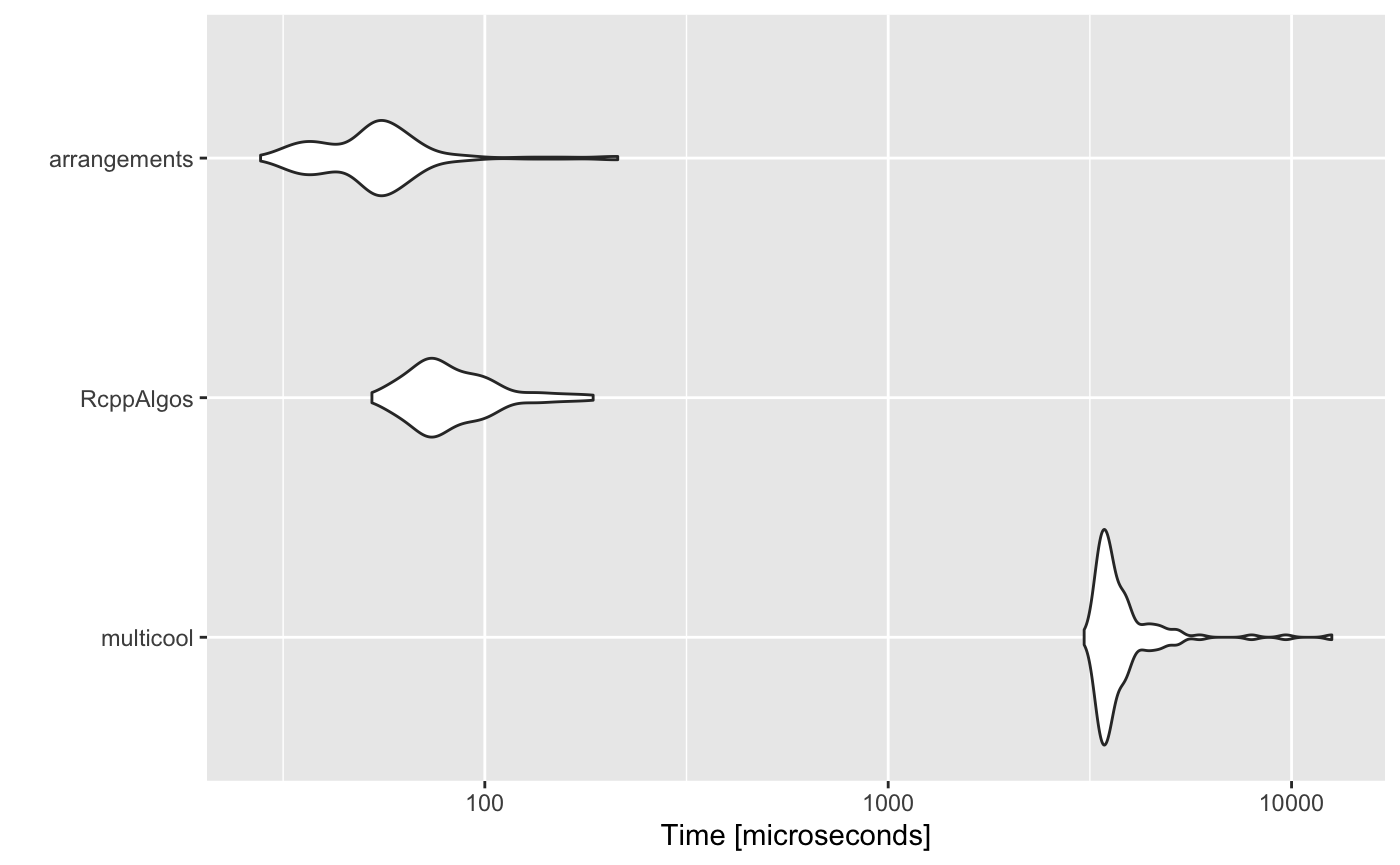 arrangements
RcppAlgos
multicool
100 1000 10000
Time [microseconds]